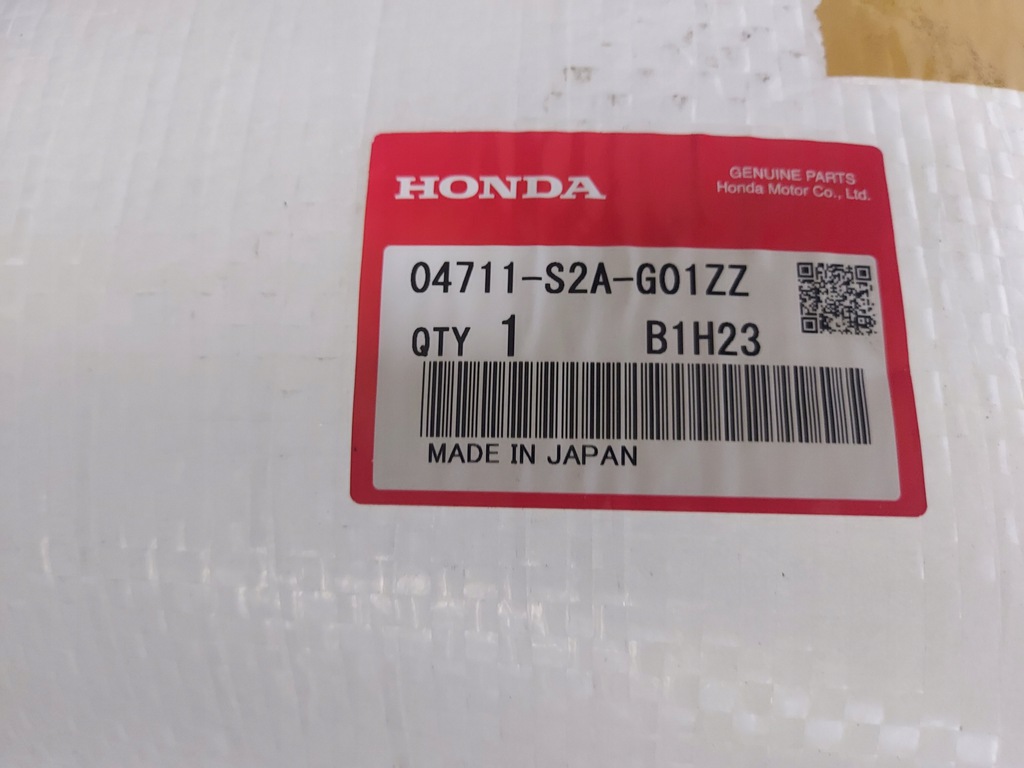 HONDA
GENUINE PARTS
Honda Motor Co., Ltd.
04711-S2A-G01ZZ
QTY 1 B1H23
MADE IN JAPAN